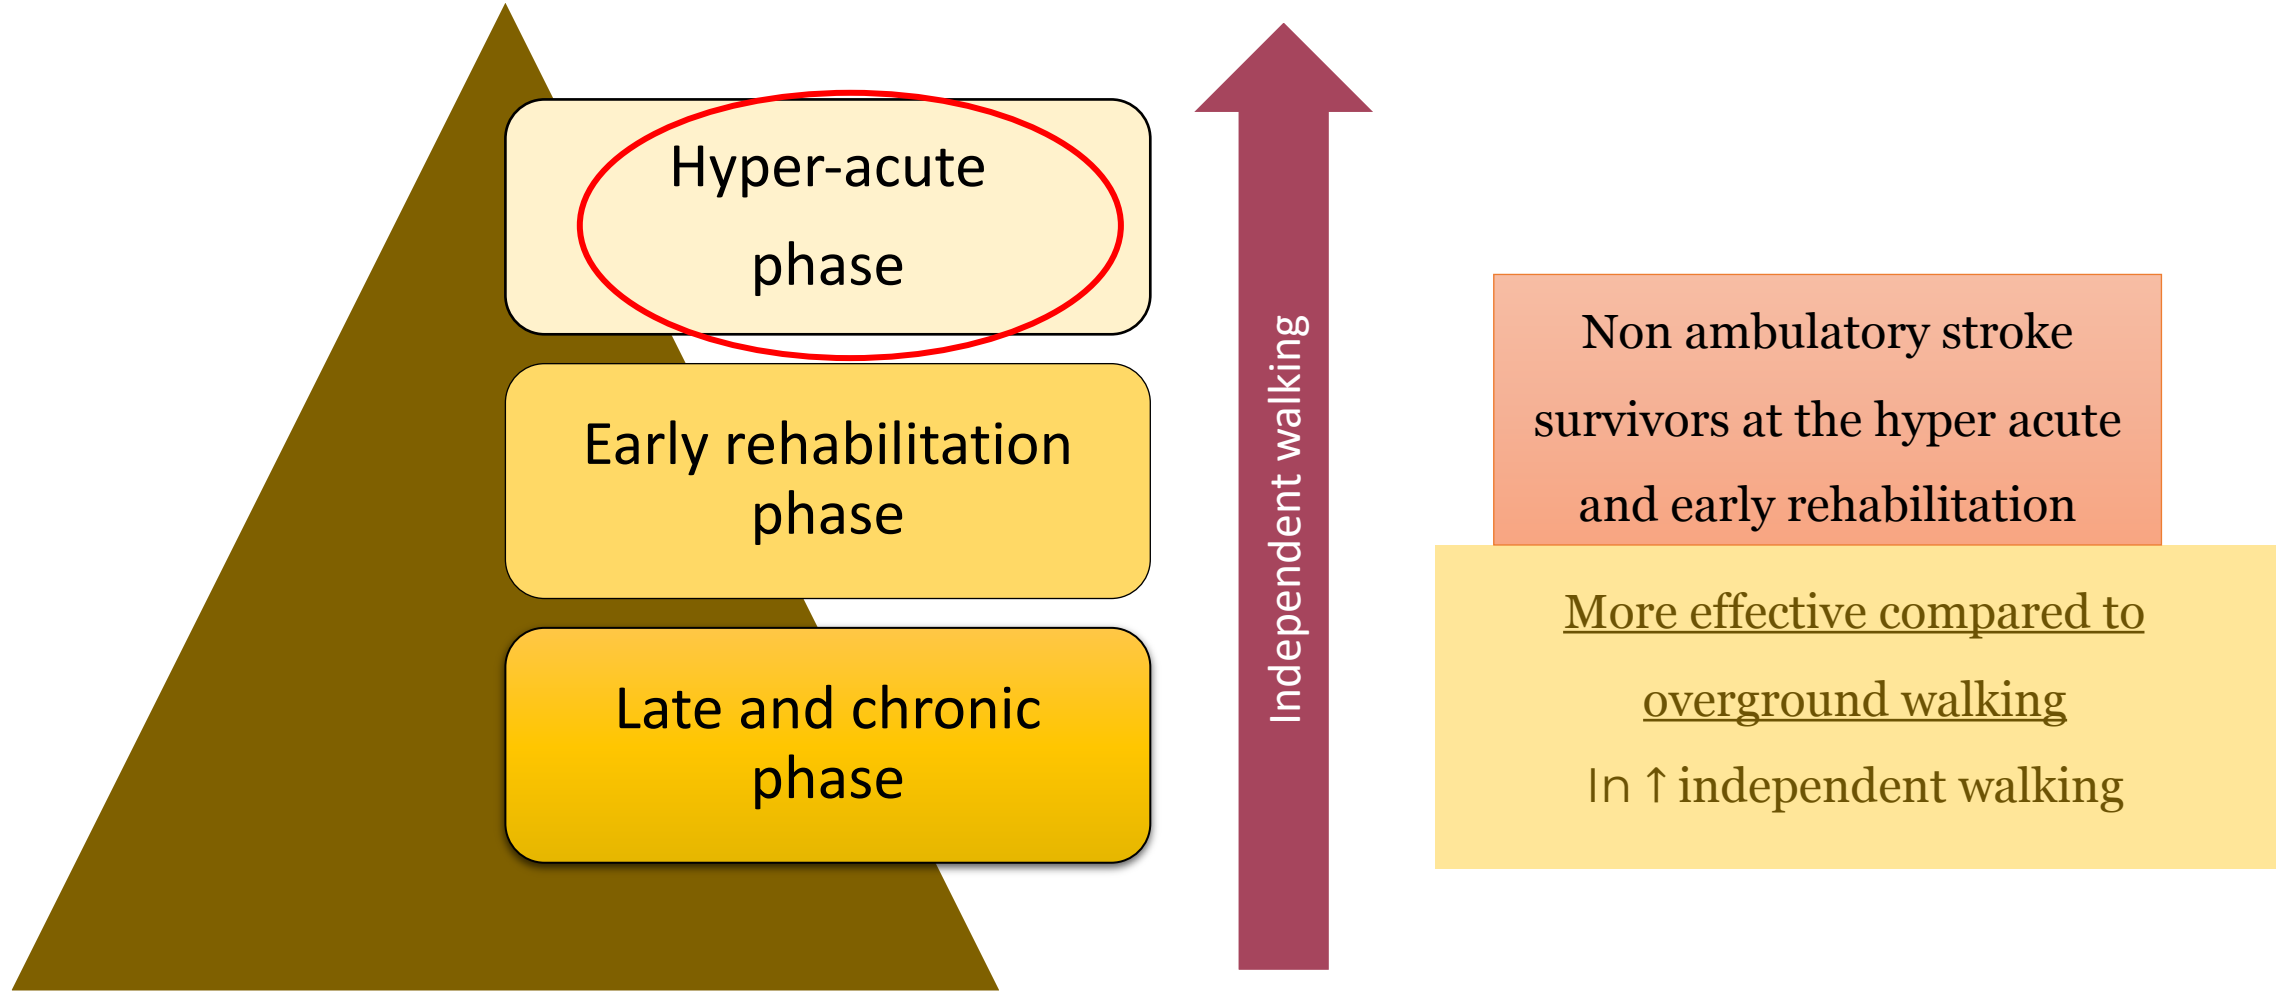 Hyper-acute
phase
Early rehabilitation
phase
Late and chronic
phase
Independent walking
Non ambulatory stroke
survivors at the hyper acute
and early rehabilitation
More effective compared to
overground walking
In ↑ independent walking